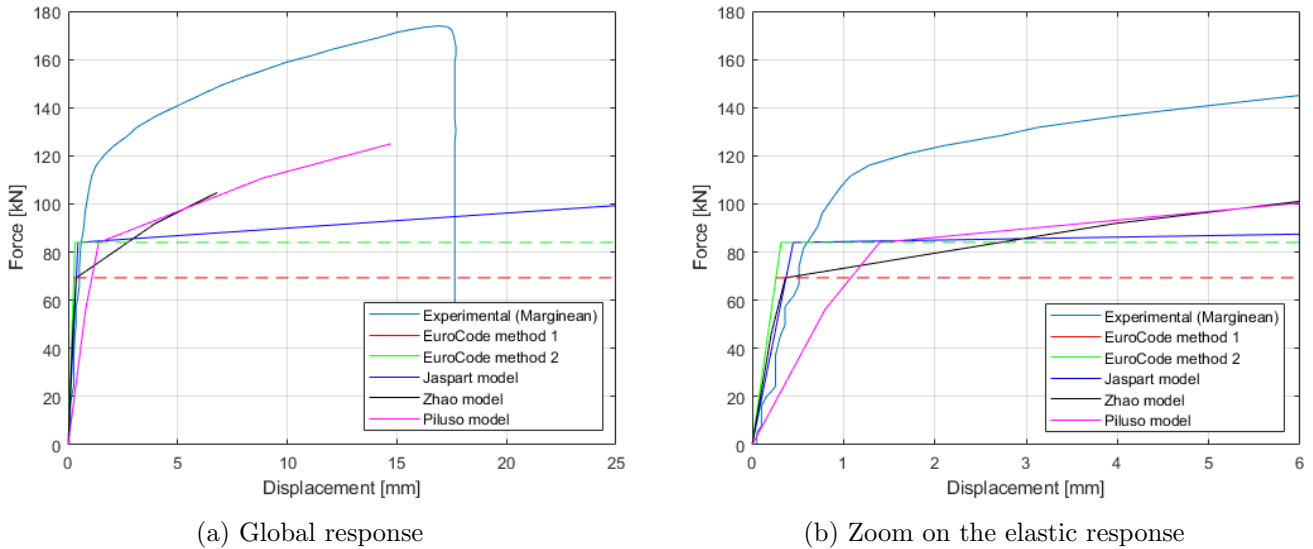 180
160
140
120
100
80
60
40
20
0
Force [kN]
0 5 10 15 20 25
Displacement [mm]
Experimental (Marginean)
EuroCode method 1
EuroCode method 2
Jaspart model
Zhao model
Piluso model
(a) Global response
180
160
140
120
100
80
60
40
20
0
Force [kN]
0 1 2 3 4 5 6
Displacement [mm]
Experimental (Marginean)
EuroCode method 1
EuroCode method 2
Jaspart model
Zhao model
Piluso model
(b) Zoom on the elastic response